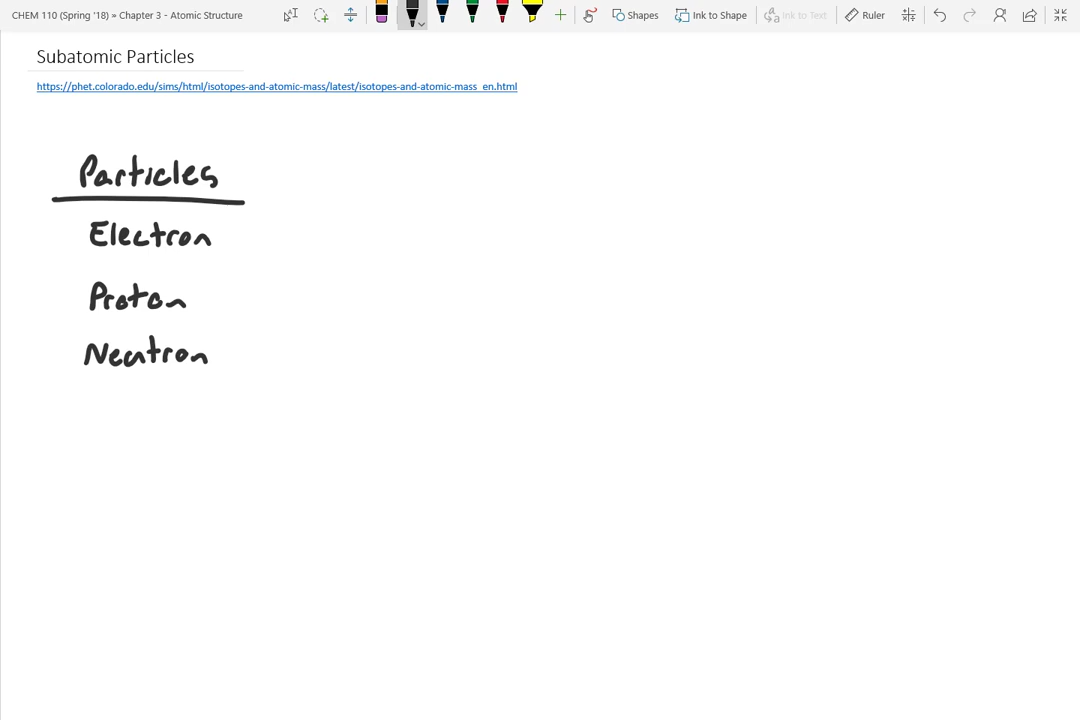 CHEM 110 (Spring '18) » Chapter 3 - Atomic Structure
Shapes
Ink to Shape
Ink to Text
Ruler
Subatomic Particles
https://phet.colorado.edu/sims/html/isotopes-and-atomic-mass/latest/isotopes-and-atomic-mass_en.html
Particles
Electron
Proton
Neutron